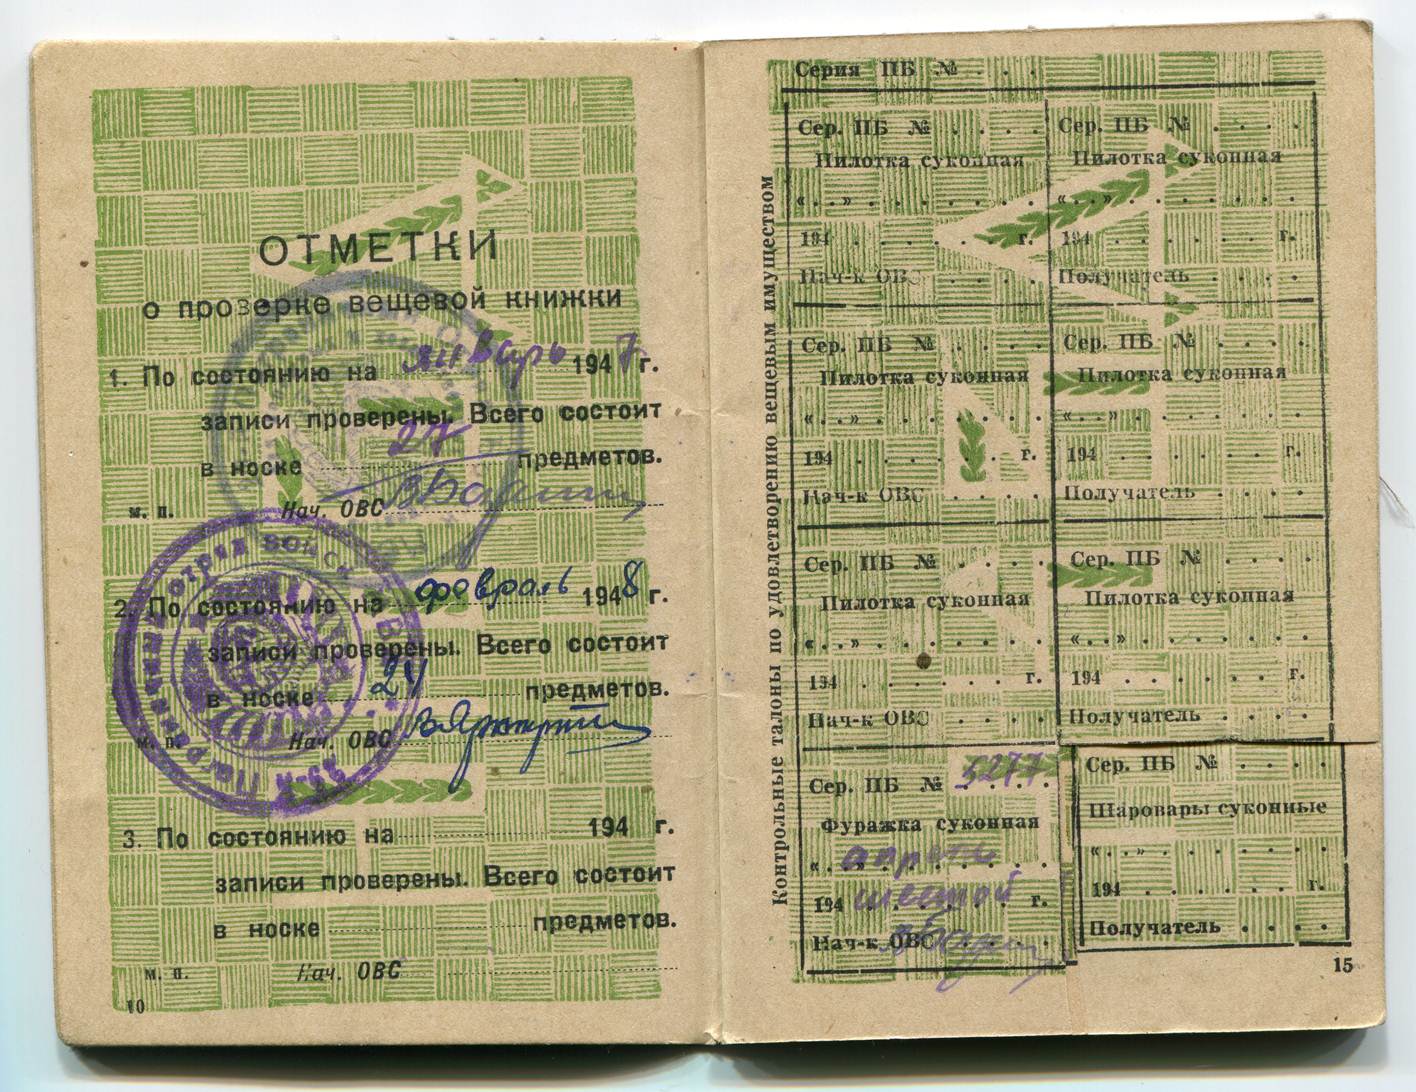 ОТМЕТКИ
о проверке вещевой книжки
1. По состоянию на январь 1947 г.
записи проверены. Всего состоит
в носке 27 предметов.
м. п. Нач. ОВС
2. По состоянию на февраль 1948 г.
записи проверены. Всего состоит
в носке 24 предметов.
м. п. Нач. ОВС
3. По состоянию на 194 г.
записи проверены. Всего состоит
в носке предметов.
м. п. Нач. ОВС
10
отряд войск
Контрольные талоны по удовлетворению вещевым имуществом
Серия ПБ № . . . .
Сер. ПБ № . . . .
Пилотка суконная
«. .» . . . . . . .
194 . . . . . . г.
Нач-к ОВС . . . .
Сер. ПБ № . . . .
Пилотка суконная
«. .» . . . . . . .
194 . . . . . . г.
Получатель . . . .
Сер. ПБ № . . . .
Пилотка суконная
«. .» . . . . . . .
194 . . . . . . г.
Нач-к ОВС . . . .
Сер. ПБ № . . . .
Пилотка суконная
«. .» . . . . . . .
194 . . . . . . г.
Получатель . . . .
Сер. ПБ № . . . .
Пилотка суконная
«. .» . . . . . . .
194 . . . . . . г.
Нач-к ОВС . . . .
Сер. ПБ № . . . .
Пилотка суконная
«. .» . . . . . . .
194 . . . . . . г.
Получатель . . . .
Сер. ПБ № 5277
Фуражка суконная
«. .» апрель
194 шестой г.
Нач-к ОВС
Сер. ПБ № . . . .
Шаровары суконные
«. .» . . . . . . .
194 . . . . . . г.
Получатель . . . .
15